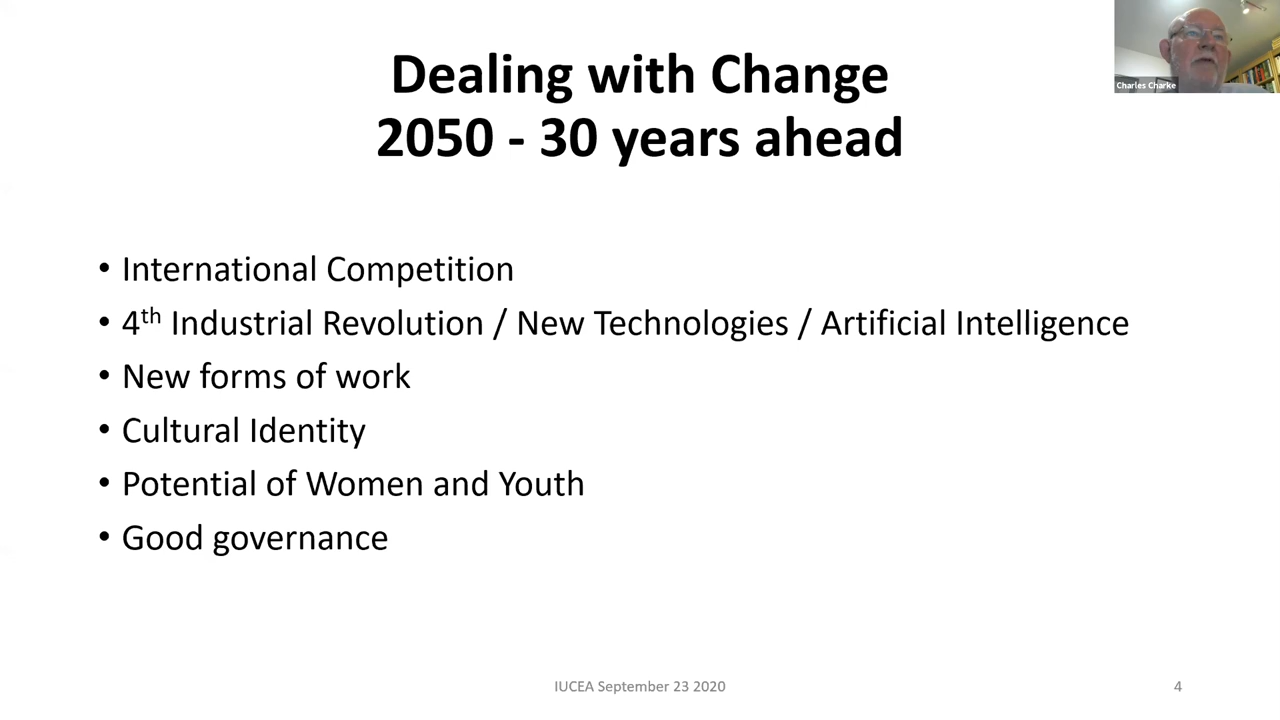 Dealing with Change
2050 - 30 years ahead
Charles Charke
• International Competition
• 4th Industrial Revolution / New Technologies / Artificial Intelligence
• New forms of work
• Cultural Identity
• Potential of Women and Youth
• Good governance
IUCEA September 23 2020
4